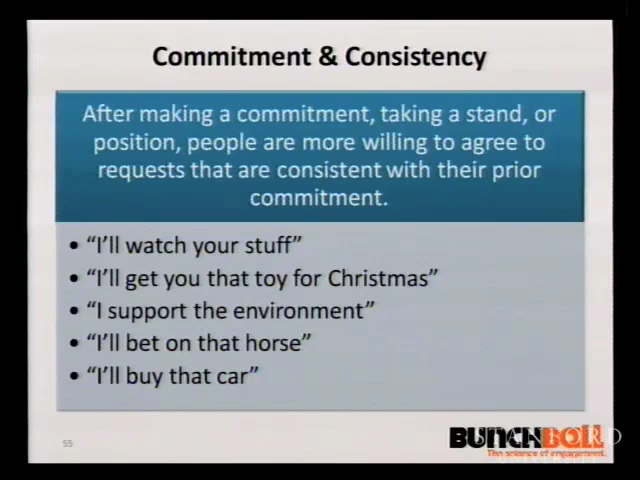 Commitment & Consistency
After making a commitment, taking a stand, or
position, people are more willing to agree to
requests that are consistent with their prior
commitment.
• “I’ll watch your stuff”
• “I’ll get you that toy for Christmas”
• “I support the environment”
• “I’ll bet on that horse”
• “I’ll buy that car”
55
BUNCHBALL
STANFORD
The science of engagement.
UNIVERSITY